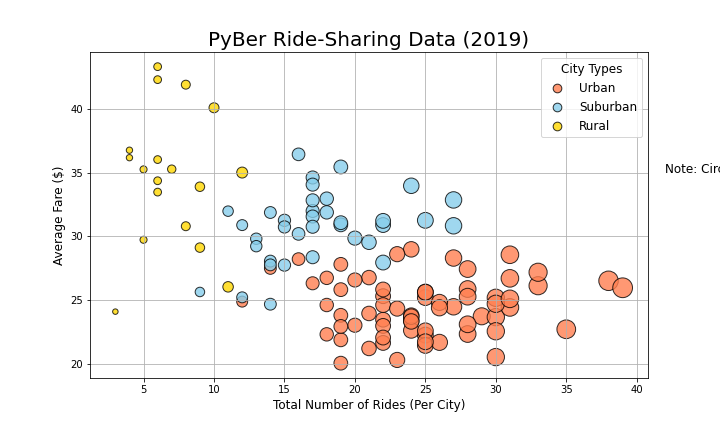 PyBer Ride-Sharing Data (2019)
City Types
Urban
Suburban
Rural
Note:
Average Fare ($)
40
35
30
25
20
5 10 15 20 25 30 35 40
Total Number of Rides (Per City)